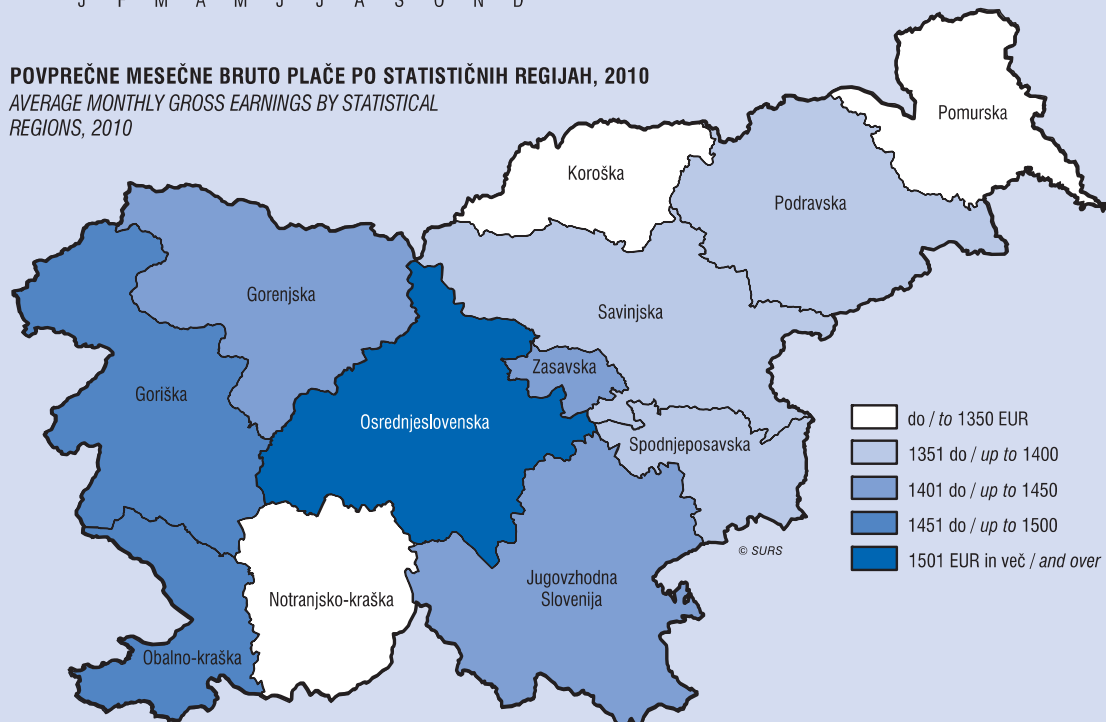 J F M A M J J A S O N D
POVPREČNE MESEČNE BRUTO PLAČE PO STATISTIČNIH REGIJAH, 2010
AVERAGE MONTHLY GROSS EARNINGS BY STATISTICAL
REGIONS, 2010
Pomurska
Koroška
Podravska
Gorenjska
Savinjska
Zasavska
Goriška
Osrednjeslovenska
Spodnjeposavska
Jugovzhodna
Slovenija
Notranjsko-kraška
Obalno-kraška
do / to 1350 EUR
1351 do / up to 1400
1401 do / up to 1450
1451 do / up to 1500
1501 EUR in več / and over
© SURS